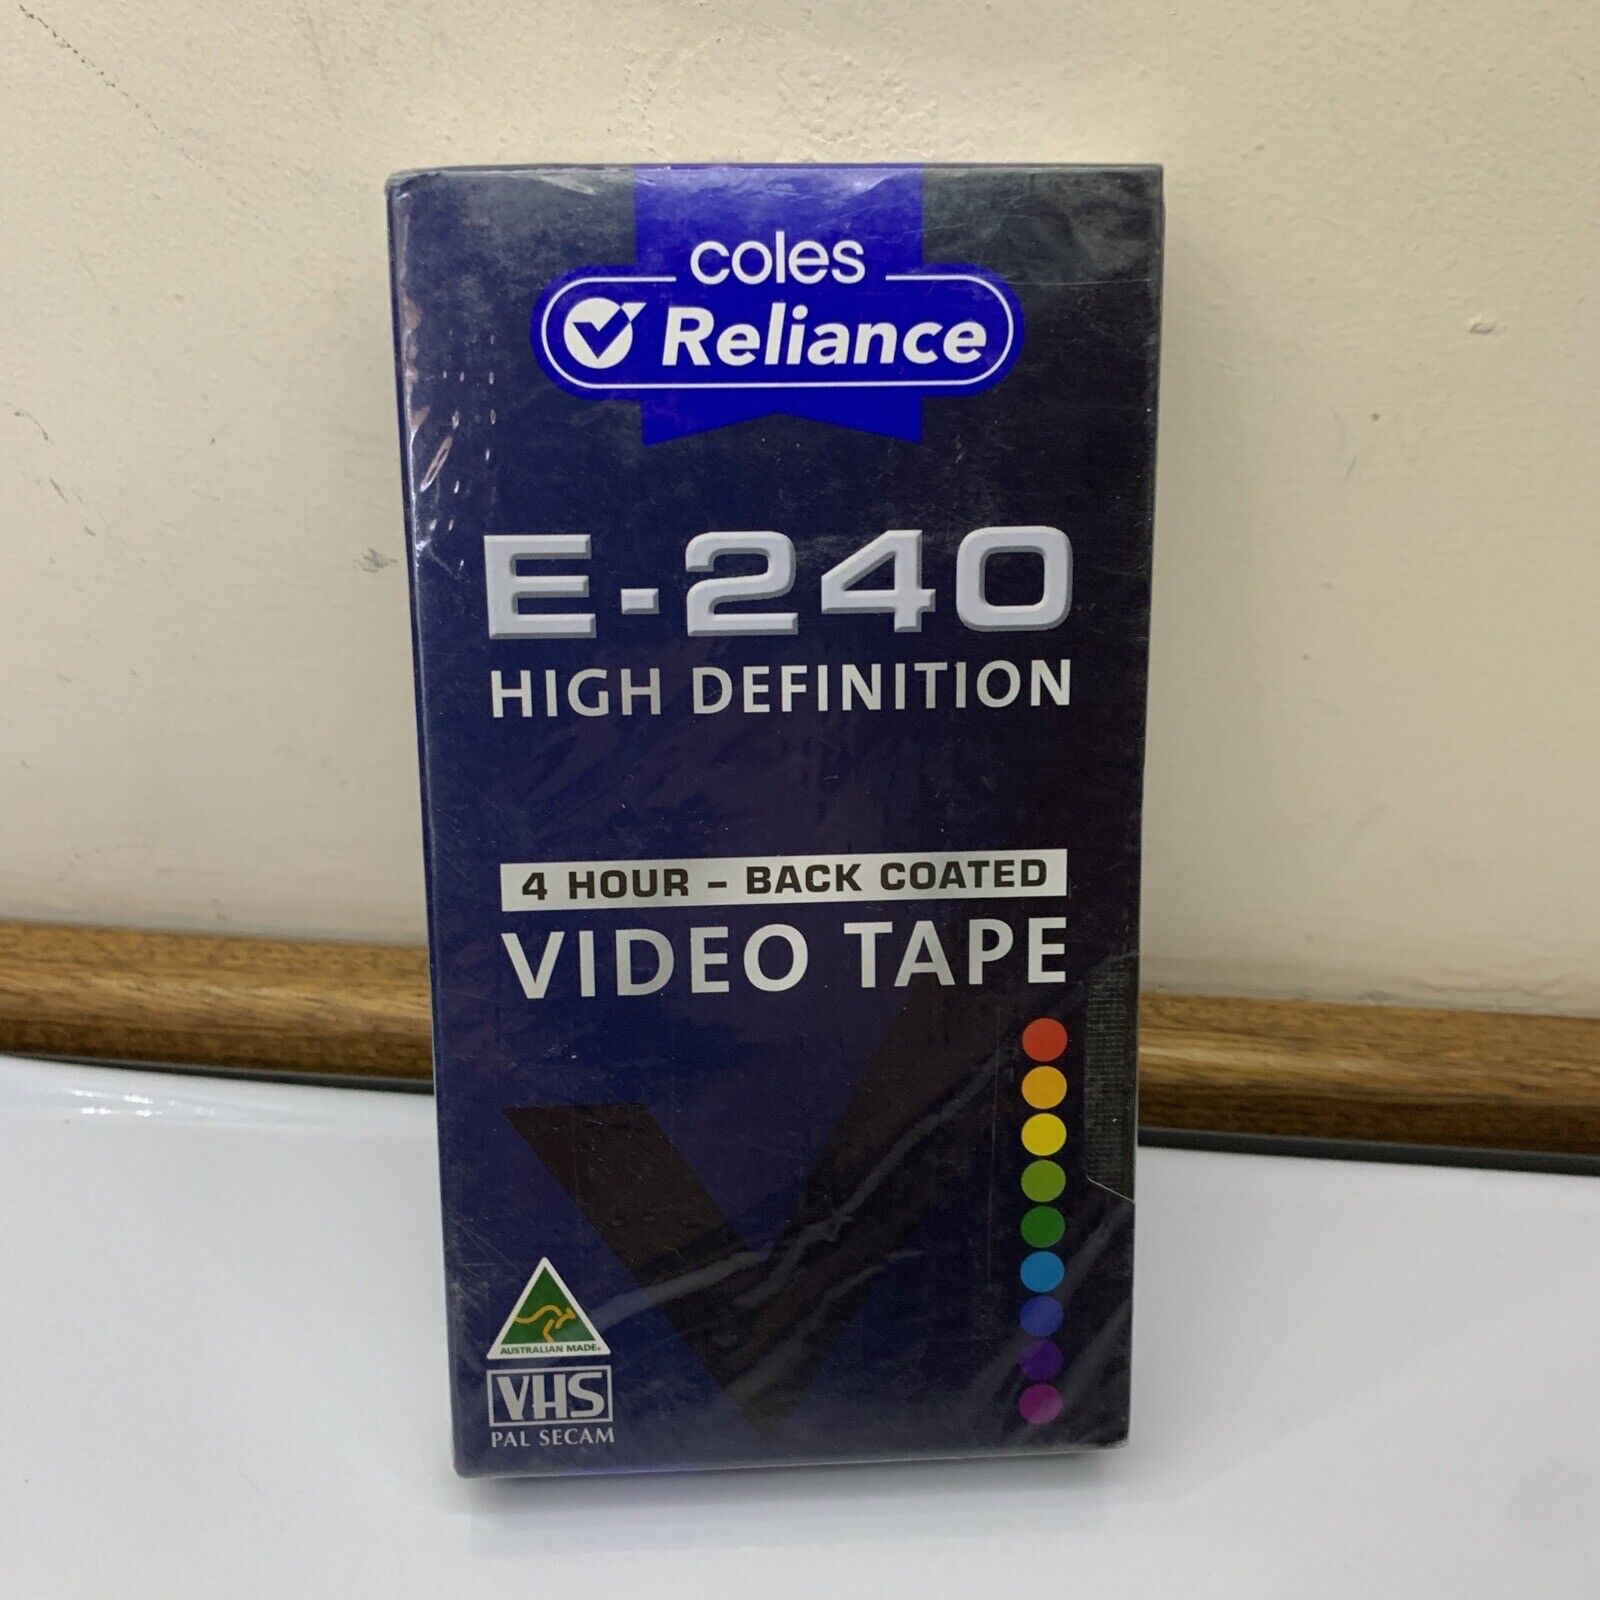 coles
Reliance
E-240
HIGH DEFINITION
4 HOUR - BACK COATED
VIDEO TAPE
AUSTRALIAN MADE.
VHS
PAL SECAM